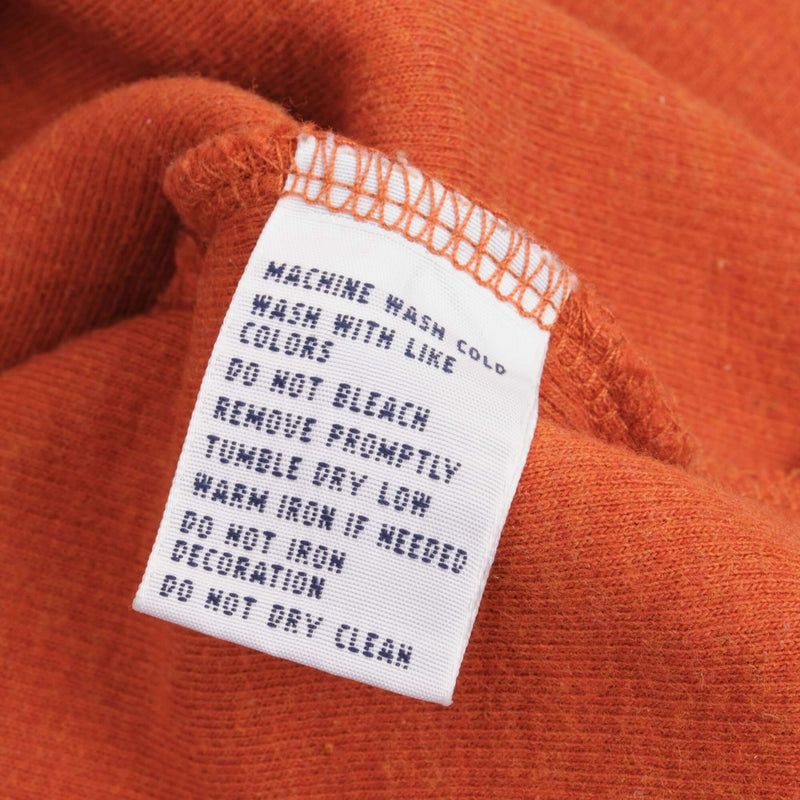 MACHINE WASH COLD
WASH WITH LIKE
COLORS
DO NOT BLEACH
REMOVE PROMPTLY
TUMBLE DRY LOW
WARM IRON IF NEEDED
DO NOT IRON
DECORATION
DO NOT DRY CLEAN